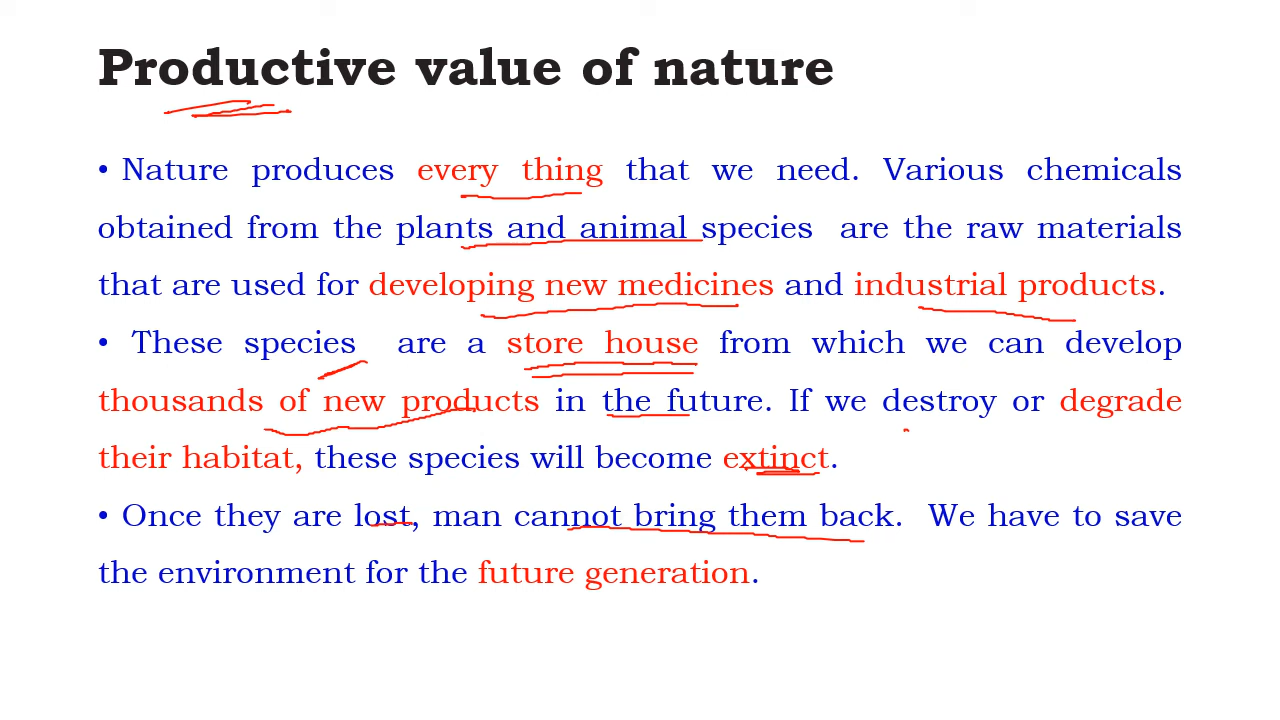 Productive value of nature
• Nature produces every thing that we need. Various chemicals
obtained from the plants and animal species are the raw materials
that are used for developing new medicines and industrial products.
• These species are a store house from which we can develop
thousands of new products in the future. If we destroy or degrade
their habitat, these species will become extinct.
• Once they are lost, man cannot bring them back. We have to save
the environment for the future generation.